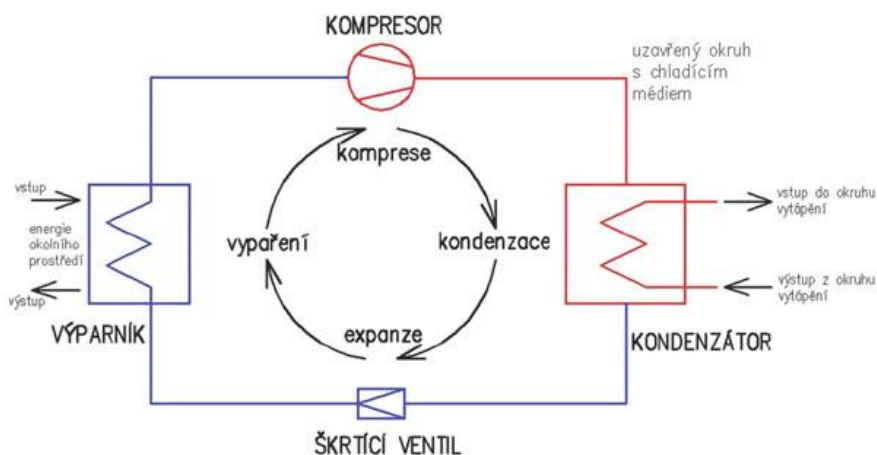 KOMPRESOR
uzavřený okruh
s chladícím
médiem
komprese
vstup
energie
okolního
prostředí
výstup
vypaření
kondenzace
vstup do okruhu
vytápění
výstup z okruhu
vytápění
expanze
VÝPARNÍK
KONDENZÁTOR
ŠKRTÍCÍ VENTIL